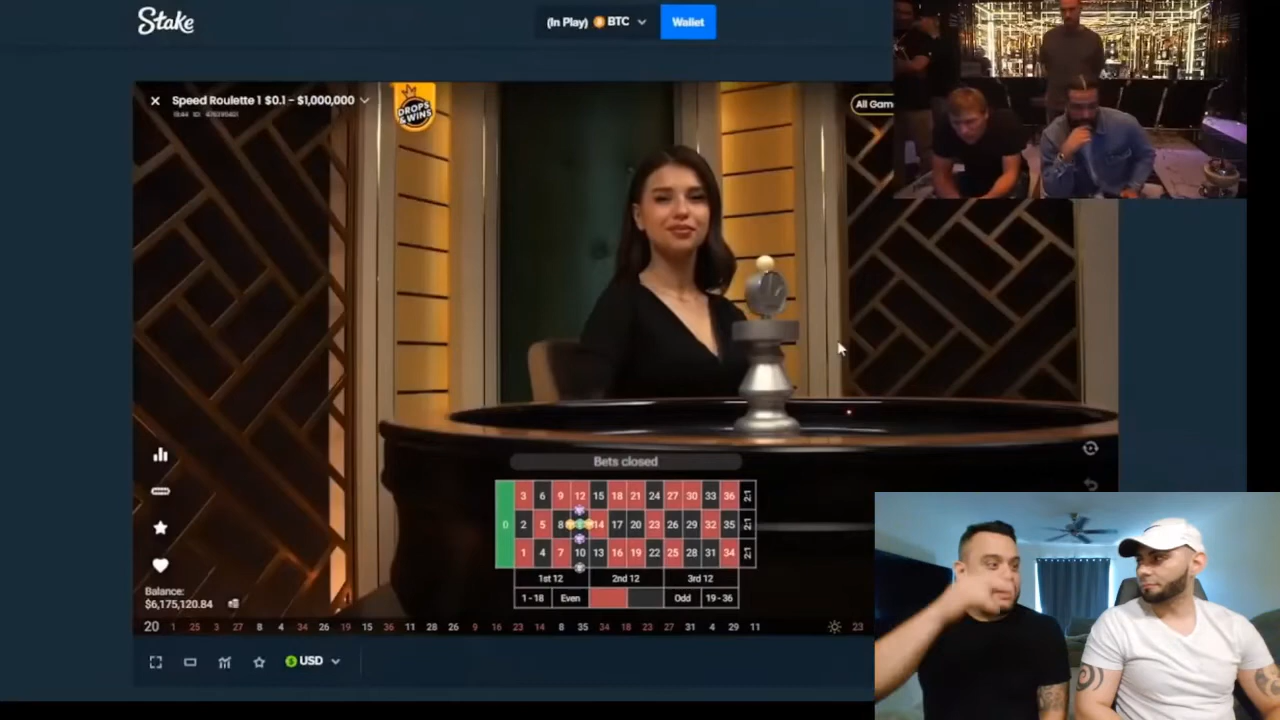 Stake
(In Play) BTC
Wallet
Speed Roulette 1 $0.1 - $1,000,000
DROPS & WINS
All Gam
Bets closed
3 6 9 12 15 18 21 24 27 30 33 36 2:1
0 2 5 8 14 17 20 23 26 29 32 35 2:1
1 4 7 10 13 16 19 22 25 28 31 34 2:1
1st 12 2nd 12 3rd 12
1-18 Even Odd 19-36
Balance:
$6,175,120.84
20 1 25 3 27 8 4 34 26 19 15 36 11 28 26 9 16 23 14 8 35 34 18 23 27 31 4 29 11 23
USD